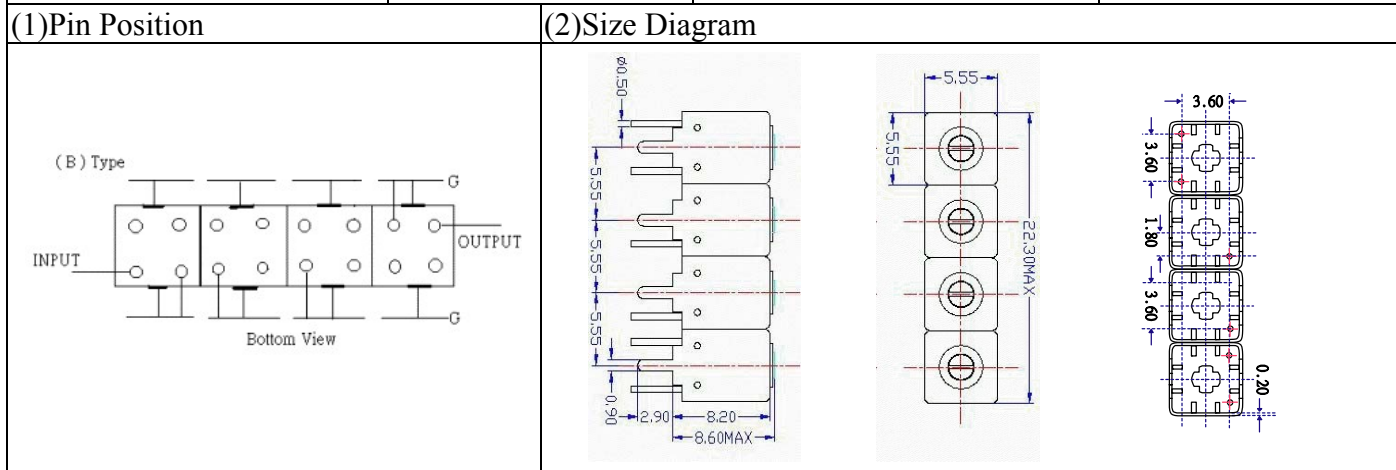 (1)Pin Position
(2)Size Diagram
(B) Type
G
OUTPUT
INPUT
G
Bottom View
ø0.50
5.55
5.55
5.55
0.90
2.90
8.20
8.60MAX
5.55
5.55
22.30MAX
3.60
3.60
1.80
3.60
0.20